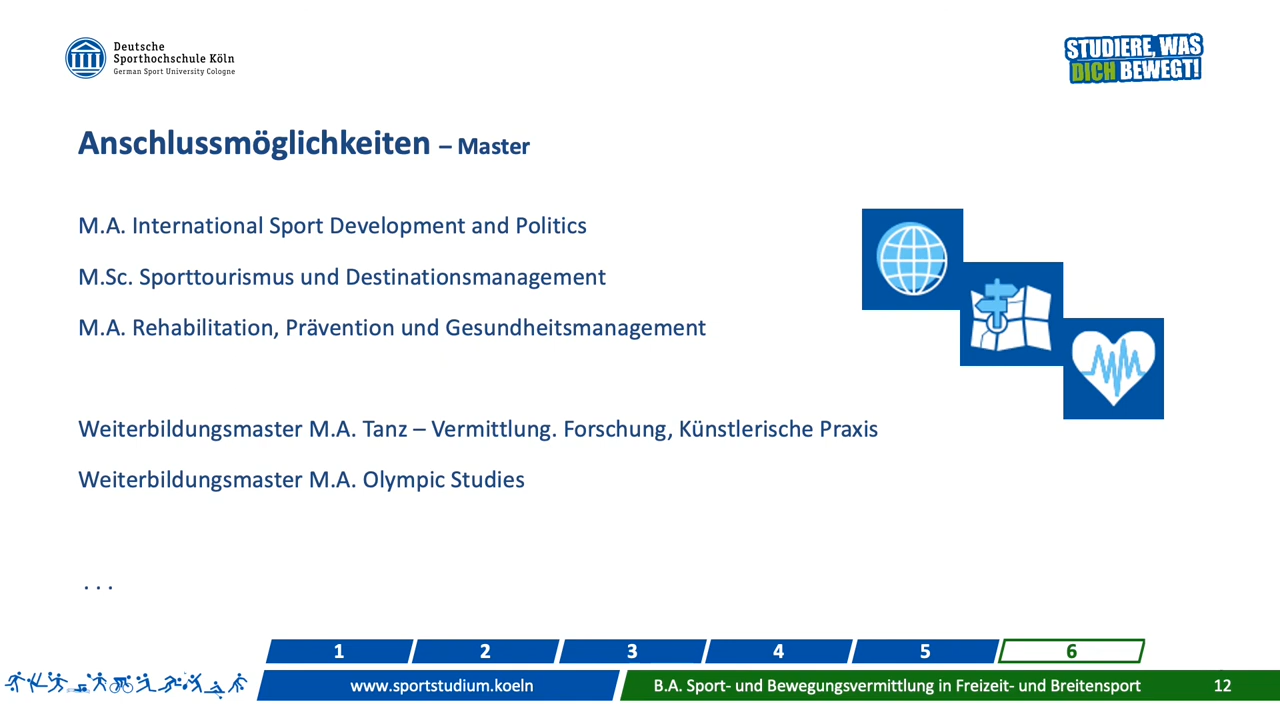 Deutsche
Sporthochschule Köln
German Sport University Cologne
STUDIERE, WAS
DICH BEWEGT!
Anschlussmöglichkeiten – Master
M.A. International Sport Development and Politics
M.Sc. Sporttourismus und Destinationsmanagement
M.A. Rehabilitation, Prävention und Gesundheitsmanagement
Weiterbildungsmaster M.A. Tanz – Vermittlung. Forschung, Künstlerische Praxis
Weiterbildungsmaster M.A. Olympic Studies
. . .
1 2 3 4 5 6
www.sportstudium.koeln B.A. Sport- und Bewegungsvermittlung in Freizeit- und Breitensport 12